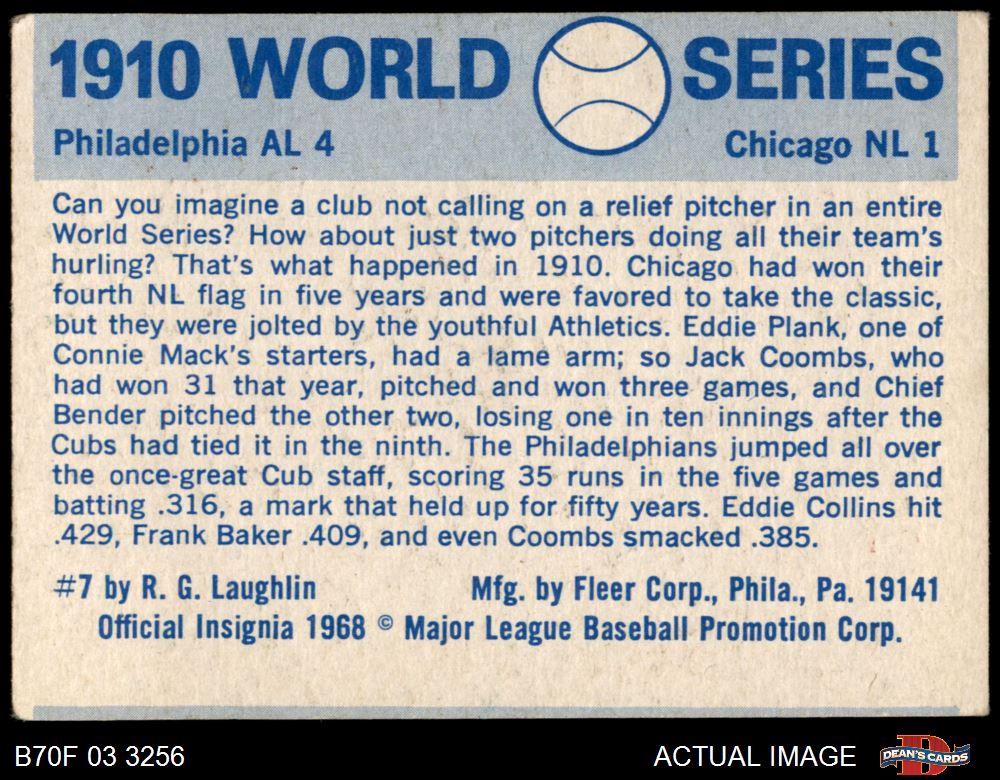 1910 WORLD SERIES
Philadelphia AL 4 Chicago NL 1
Can you imagine a club not calling on a relief pitcher in an entire
World Series? How about just two pitchers doing all their team's
hurling? That's what happened in 1910. Chicago had won their
fourth NL flag in five years and were favored to take the classic,
but they were jolted by the youthful Athletics. Eddie Plank, one of
Connie Mack's starters, had a lame arm; so Jack Coombs, who
had won 31 that year, pitched and won three games, and Chief
Bender pitched the other two, losing one in ten innings after the
Cubs had tied it in the ninth. The Philadelphians jumped all over
the once-great Cub staff, scoring 35 runs in the five games and
batting .316, a mark that held up for fifty years. Eddie Collins hit
.429, Frank Baker .409, and even Coombs smacked .385.
#7 by R. G. Laughlin Mfg. by Fleer Corp., Phila., Pa. 19141
Official Insignia 1968 © Major League Baseball Promotion Corp.
B70F 03 3256 ACTUAL IMAGE DEAN'S CARDS